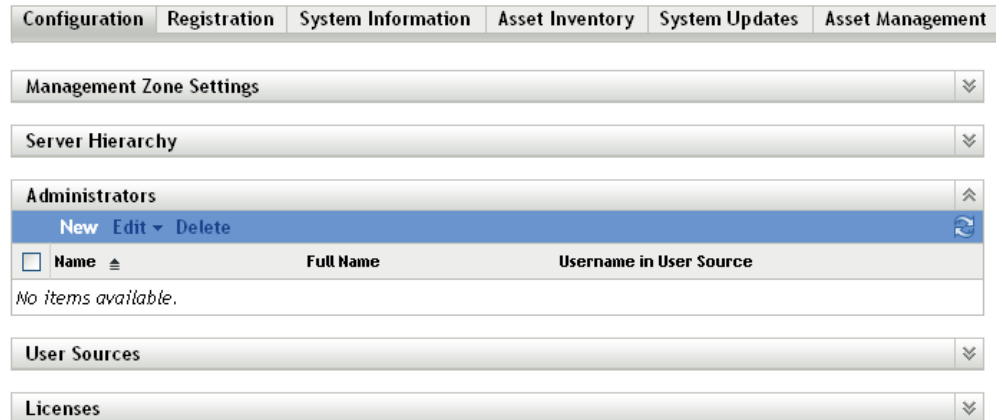 Configuration Registration System Information Asset Inventory System Updates Asset Management
Management Zone Settings
Server Hierarchy
Administrators
New Edit Delete
Name Full Name Username in User Source
No items available.
User Sources
Licenses